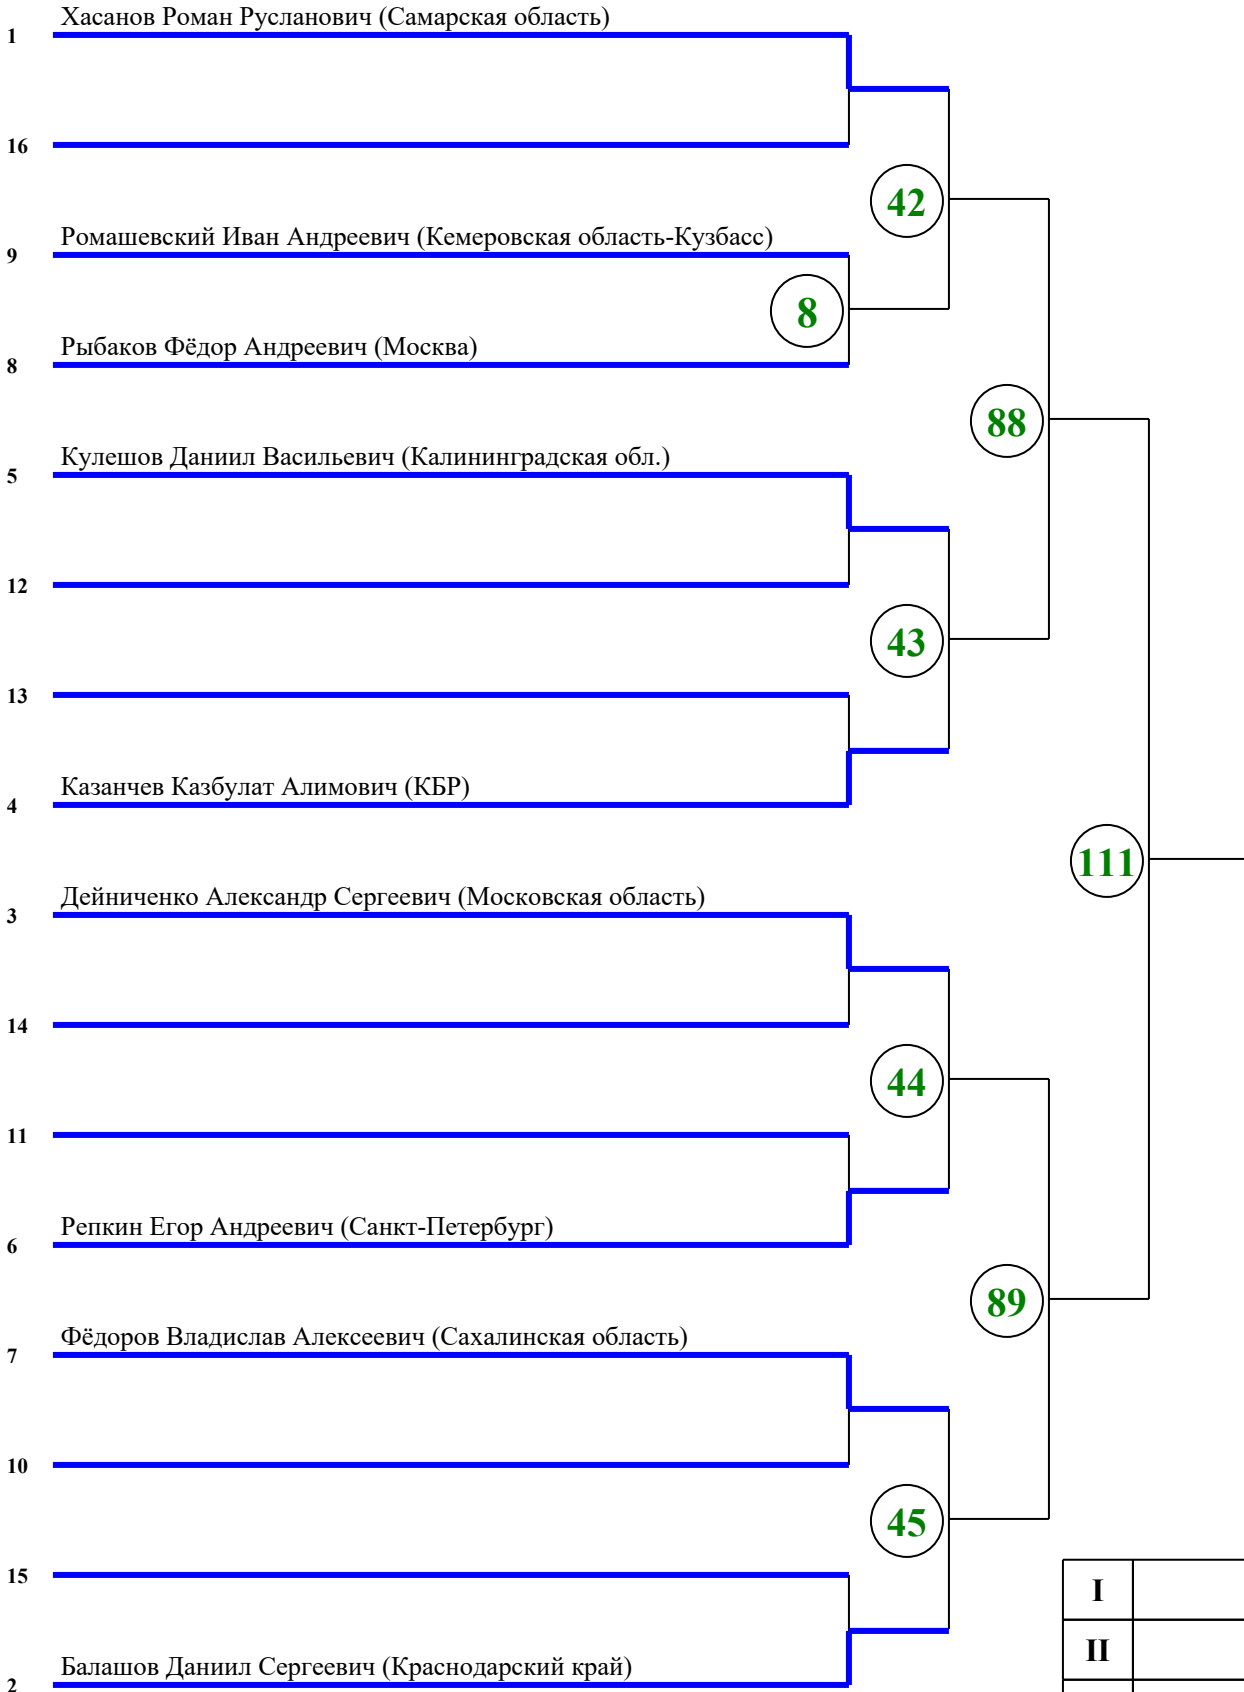 Хасанов Роман Русланович (Самарская область)
1
16
42
Ромашевский Иван Андреевич (Кемеровская область-Кузбасс)
9
8
Рыбаков Фёдор Андреевич (Москва)
8
88
Кулешов Даниил Васильевич (Калининградская обл.)
5
12
43
13
Казанчев Казбулат Алимович (КБР)
4
111
Дейниченко Александр Сергеевич (Московская область)
3
14
44
11
Репкин Егор Андреевич (Санкт-Петербург)
6
89
Фёдоров Владислав Алексеевич (Сахалинская область)
7
10
45
15
I
II
Балашов Даниил Сергеевич (Краснодарский край)
2